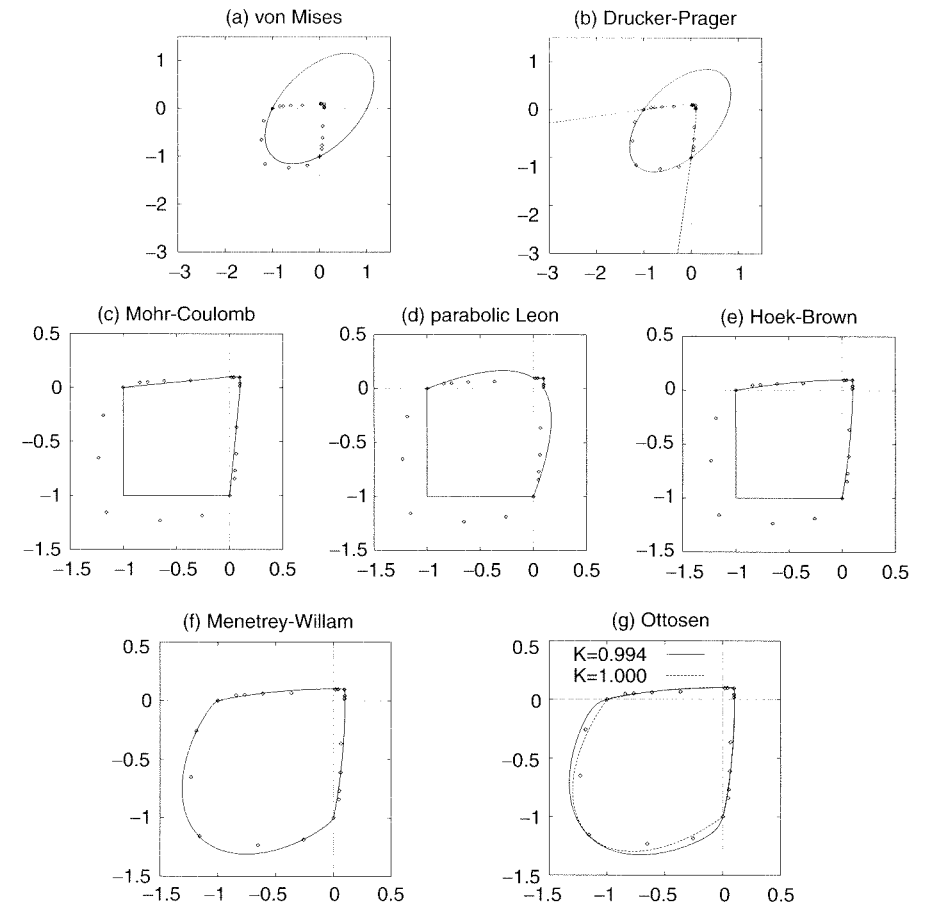 (a) von Mises
(b) Drucker-Prager
1
0
−1
−2
−3
−3 −2 −1 0 1
1
0
−1
−2
−3
−3 −2 −1 0 1
(c) Mohr-Coulomb
(d) parabolic Leon
(e) Hoek-Brown
0.5
0
−0.5
−1
−1.5
−1.5 −1 −0.5 0 0.5
0.5
0
−0.5
−1
−1.5
−1.5 −1 −0.5 0 0.5
0.5
0
−0.5
−1
−1.5
−1.5 −1 −0.5 0 0.5
(f) Menetrey-Willam
(g) Ottosen
0.5
0
−0.5
−1
−1.5
−1.5 −1 −0.5 0 0.5
K=0.994
K=1.000
0.5
0
−0.5
−1
−1.5
−1.5 −1 −0.5 0 0.5